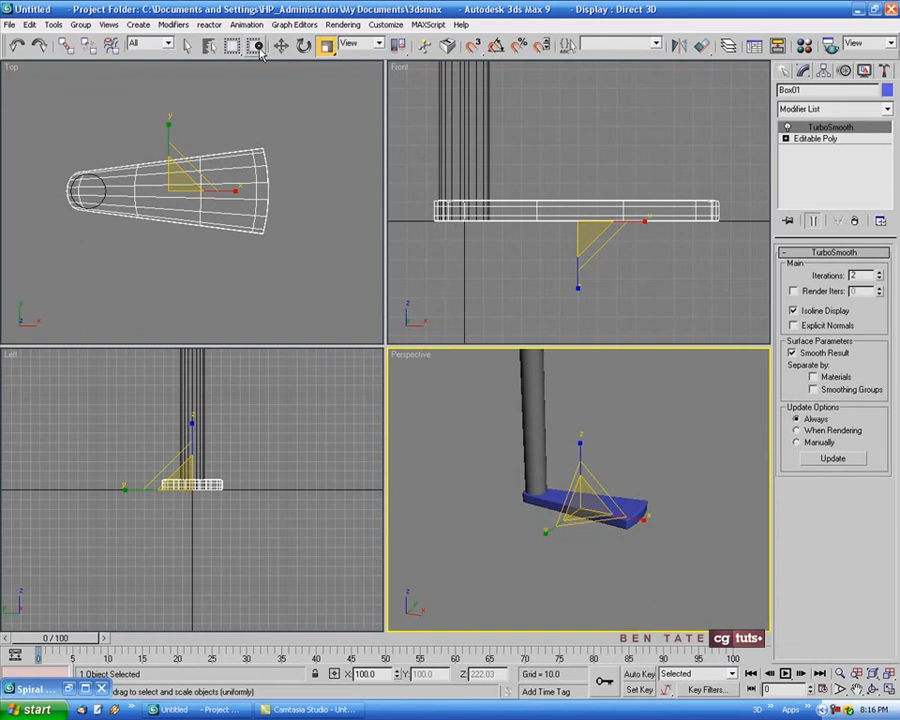 Untitled - Project Folder: C:\Documents and Settings\HP_Administrator\My Documents\3dsmax - Autodesk 3ds Max 9 - Display : Direct 3D
File Edit Tools Group Views Create Modifiers reactor Animation Graph Editors Rendering Customize MAXScript Help
All View View
Top
Front
Left
Perspective
y
x
y
x
z
x
z
x
z
y
z
y
z
x
y
z
x
y
Box01
Modifier List
TurboSmooth
Editable Poly
TurboSmooth
Main
Iterations: 2
Render Iters: 0
Isoline Display
Explicit Normals
Surface Parameters
Smooth Result
Separate by:
Materials
Smoothing Groups
Update Options
Always
When Rendering
Manually
Update
BEN TATE cg tuts+
0 / 100
0 5 10 15 20 25 30 35 40 45 50 55 60 65 70 75 80 85 90 95 100
1 Object Selected X: 100.0 Y: 100.0 Z: 222.03 Grid = 10.0 Auto Key Selected
Spiral ... drag to select and scale objects (uniformly) Add Time Tag Set Key Key Filters... 0
start Untitled - Project ... Camtasia Studio - Unt... 3D Apps 8:16 PM